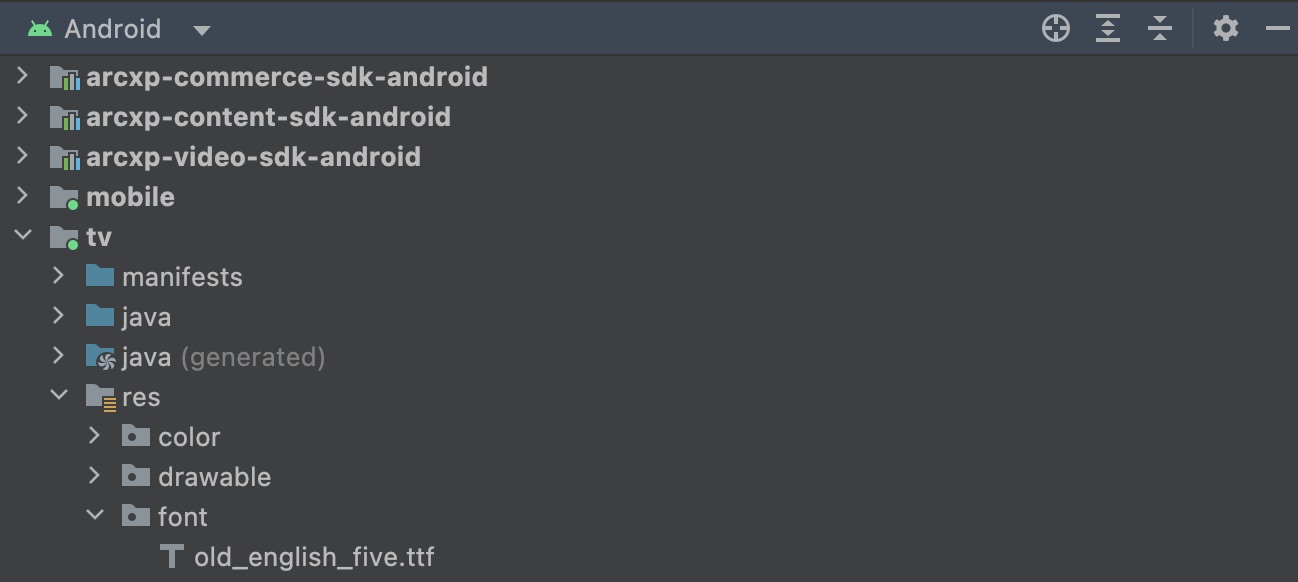 Android
arcxp-commerce-sdk-android
arcxp-content-sdk-android
arcxp-video-sdk-android
mobile
tv
manifests
java
java (generated)
res
color
drawable
font
old_english_five.ttf